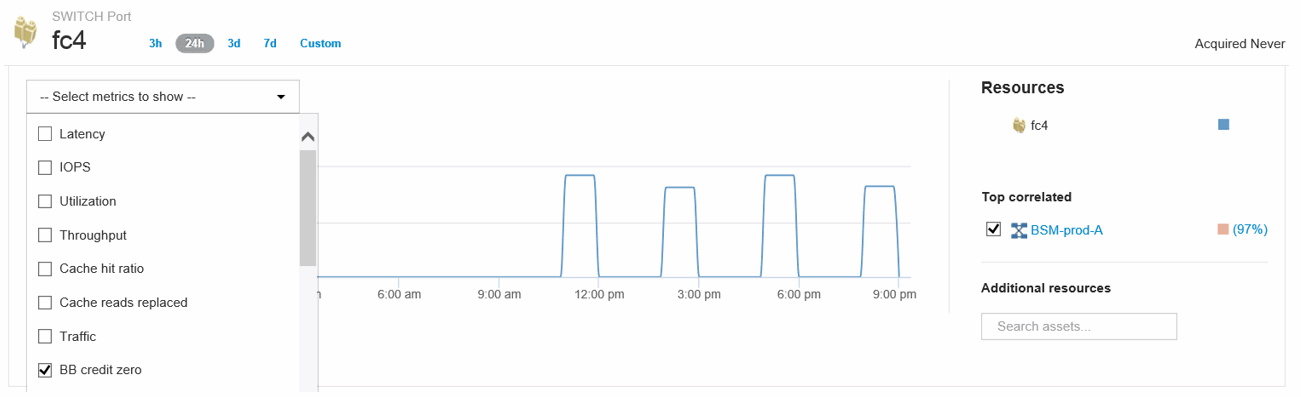 SWITCH Port
fc4
3h 24h 3d 7d Custom
Acquired Never
-- Select metrics to show --
Latency
IOPS
Utilization
Throughput
Cache hit ratio
Cache reads replaced
Traffic
BB credit zero
6:00 am 9:00 am 12:00 pm 3:00 pm 6:00 pm 9:00 pm
Resources
fc4
Top correlated
BSM-prod-A (97%)
Additional resources
Search assets...